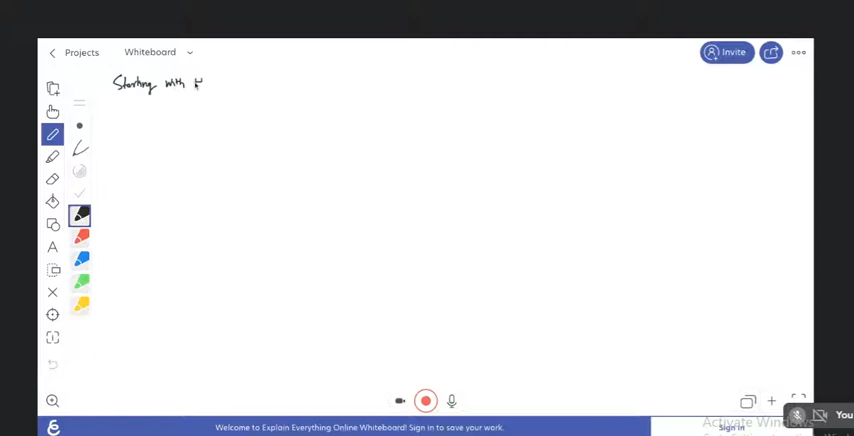 Projects Whiteboard Invite
Starting with
Welcome to Explain Everything Online Whiteboard! Sign in to save your work.
Sign in
Activate Windows
You